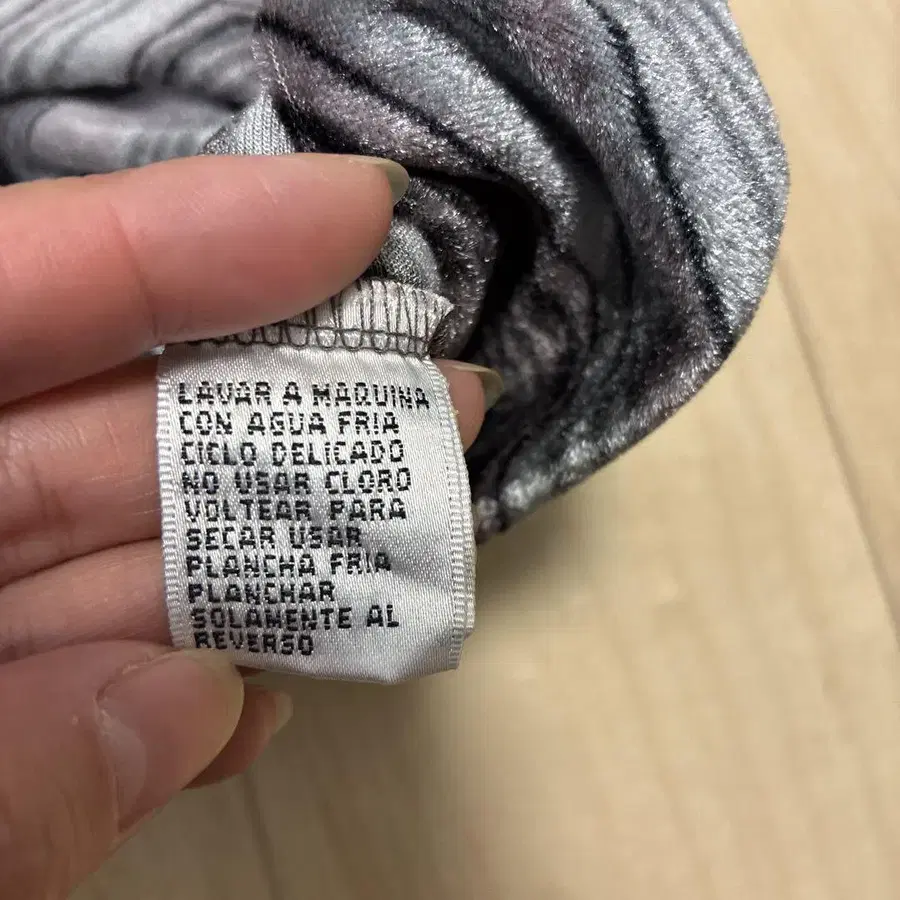 LAVAR A MAQUINA
CON AGUA FRIA
CICLO DELICADO
NO USAR CLORO
VOLTEAR PARA
SECAR USAR
PLANCHA FRIA
PLANCHAR
SOLAMENTE AL
REVERSO